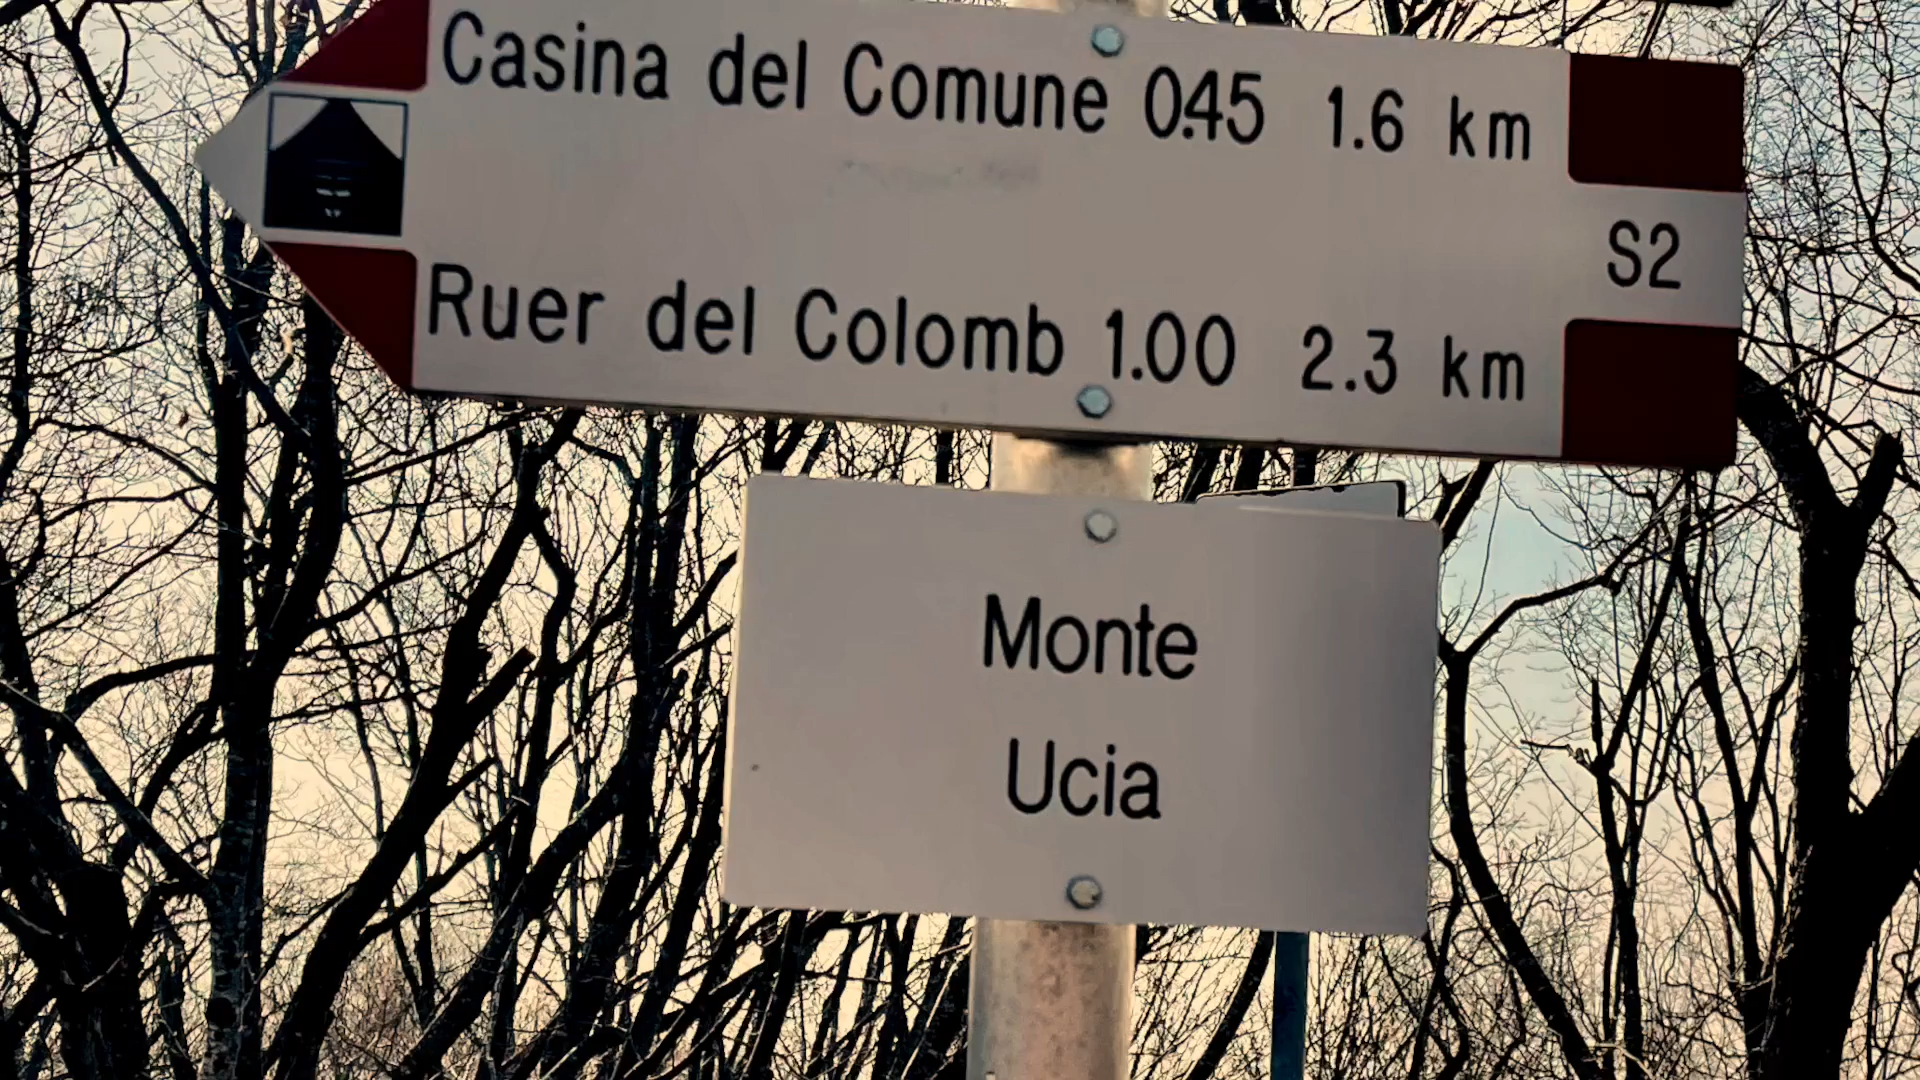 Casina del Comune 0.45 1.6 km
S2
Ruer del Colomb 1.00 2.3 km
Monte
Ucia